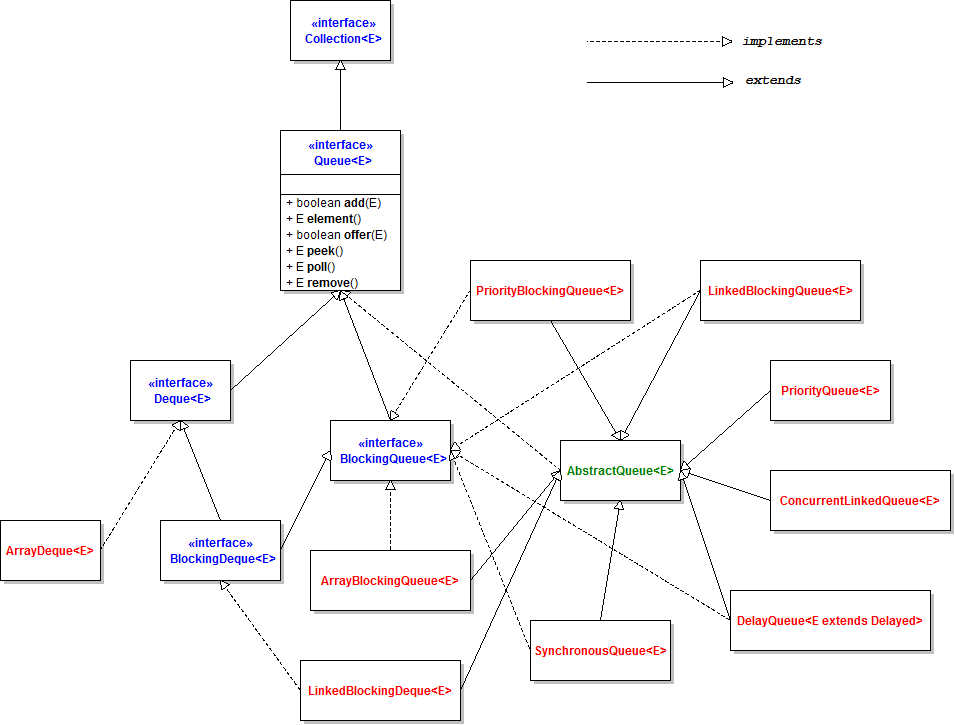 «interface»
Collection<E>
implements
extends
«interface»
Queue<E>
+ boolean add(E)
+ E element()
+ boolean offer(E)
+ E peek()
+ E poll()
+ E remove()
PriorityBlockingQueue<E>
LinkedBlockingQueue<E>
«interface»
Deque<E>
PriorityQueue<E>
«interface»
BlockingQueue<E>
AbstractQueue<E>
ConcurrentLinkedQueue<E>
ArrayDeque<E>
«interface»
BlockingDeque<E>
ArrayBlockingQueue<E>
DelayQueue<E extends Delayed>
SynchronousQueue<E>
LinkedBlockingDeque<E>